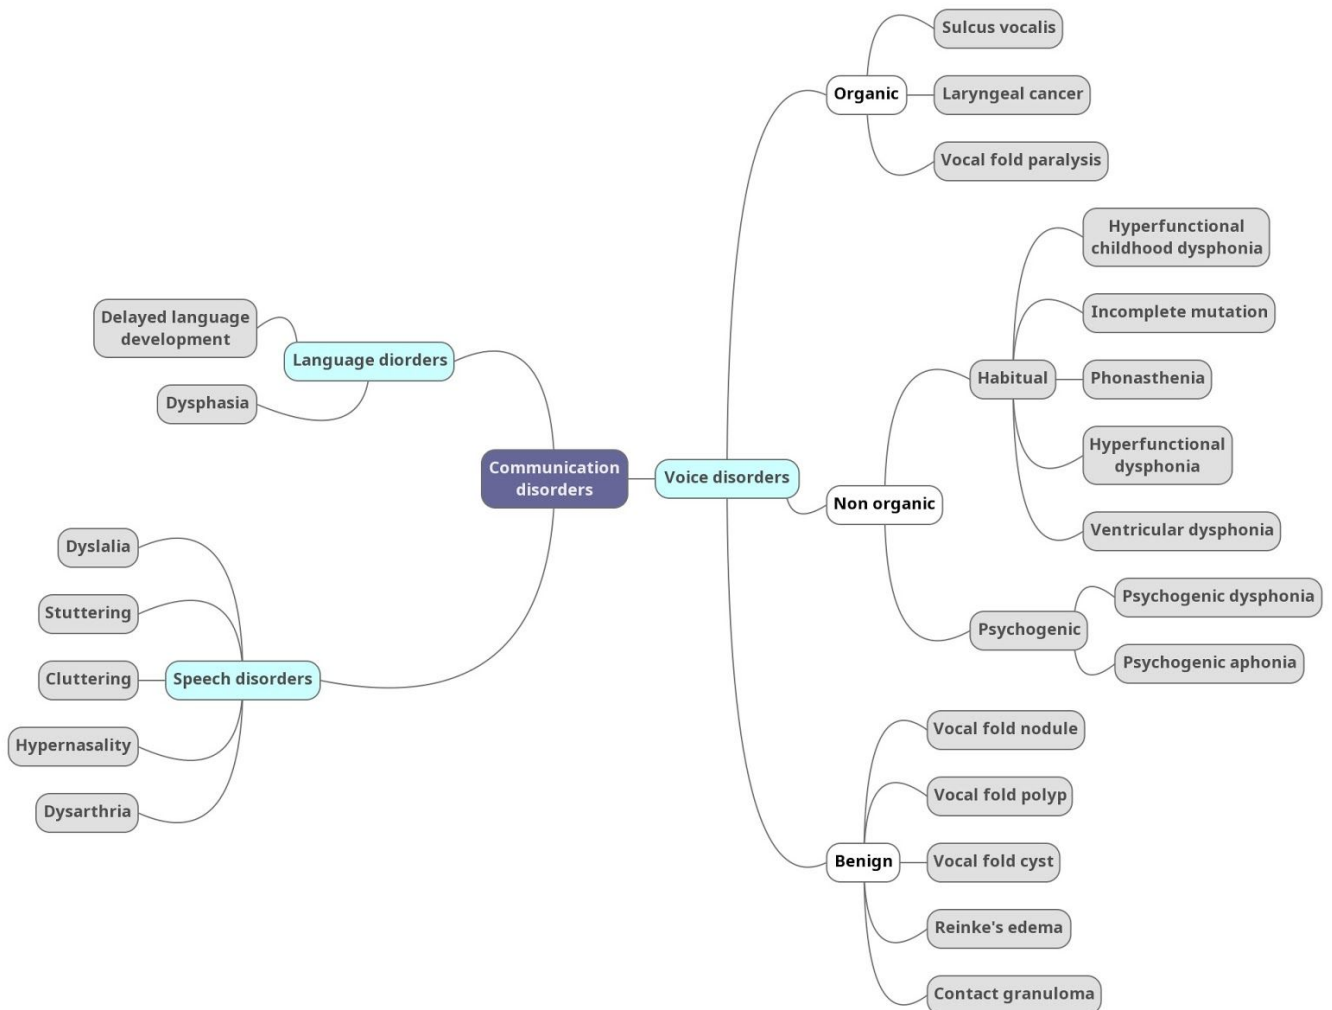 Communication
disorders
Language diorders
Delayed language
development
Dysphasia
Speech disorders
Dyslalia
Stuttering
Cluttering
Hypernasality
Dysarthria
Voice disorders
Organic
Sulcus vocalis
Laryngeal cancer
Vocal fold paralysis
Non organic
Habitual
Hyperfunctional
childhood dysphonia
Incomplete mutation
Phonasthenia
Hyperfunctional
dysphonia
Ventricular dysphonia
Psychogenic
Psychogenic dysphonia
Psychogenic aphonia
Benign
Vocal fold nodule
Vocal fold polyp
Vocal fold cyst
Reinke's edema
Contact granuloma